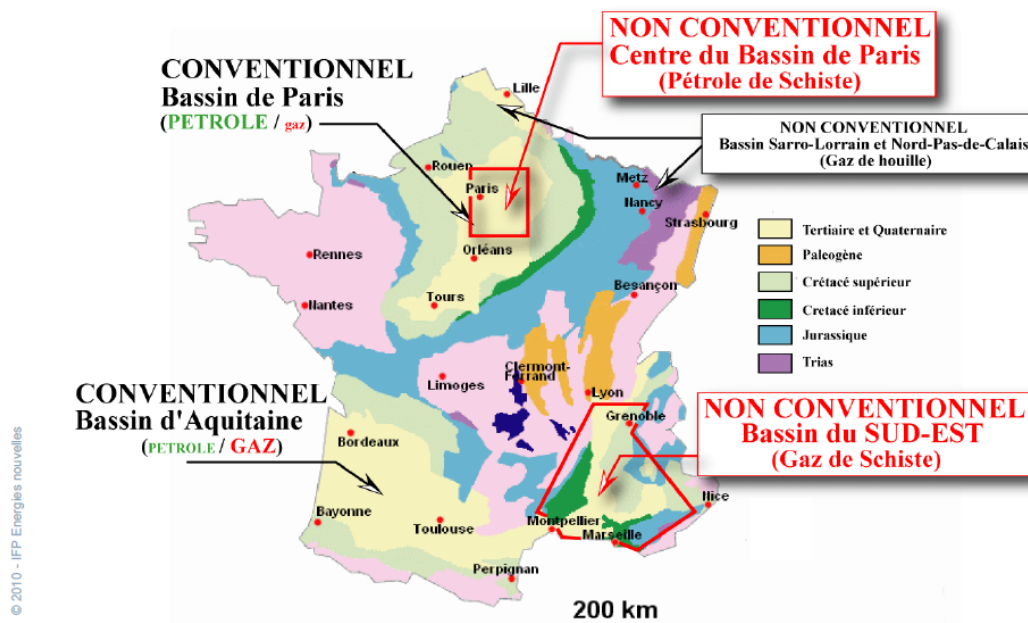 NON CONVENTIONNEL
Centre du Bassin de Paris
(Pétrole de Schiste)
CONVENTIONNEL
Bassin de Paris
(PETROLE / gaz)
NON CONVENTIONNEL
Bassin Sarro-Lorrain et Nord-Pas-de-Calais
(Gaz de houille)
Lille
Rouen
Paris
Metz
Nancy
Strasbourg
Orléans
Rennes
Nantes
Tours
Besançon
Tertiaire et Quaternaire
Paleogène
Crétacé supérieur
Cretacé inférieur
Jurassique
Trias
Clermont-
Ferrand
Limoges
Lyon
Grenoble
CONVENTIONNEL
Bassin d'Aquitaine
(PETROLE / GAZ)
NON CONVENTIONNEL
Bassin du SUD-EST
(Gaz de Schiste)
Bordeaux
Bayonne
Toulouse
Montpellier
Marseille
Nice
Perpignan
200 km
© 2010 - IFP Energies nouvelles